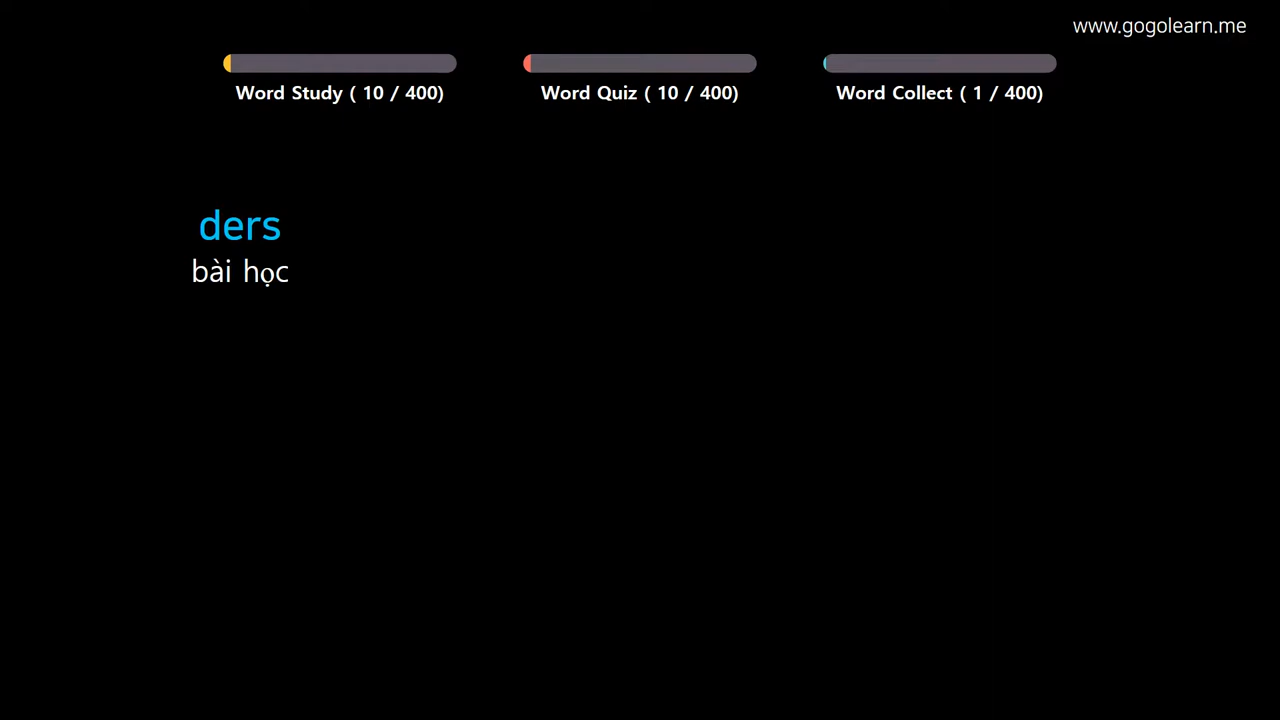 www.gogolearn.me
Word Study ( 10 / 400)
Word Quiz ( 10 / 400)
Word Collect ( 1 / 400)
ders
bài học